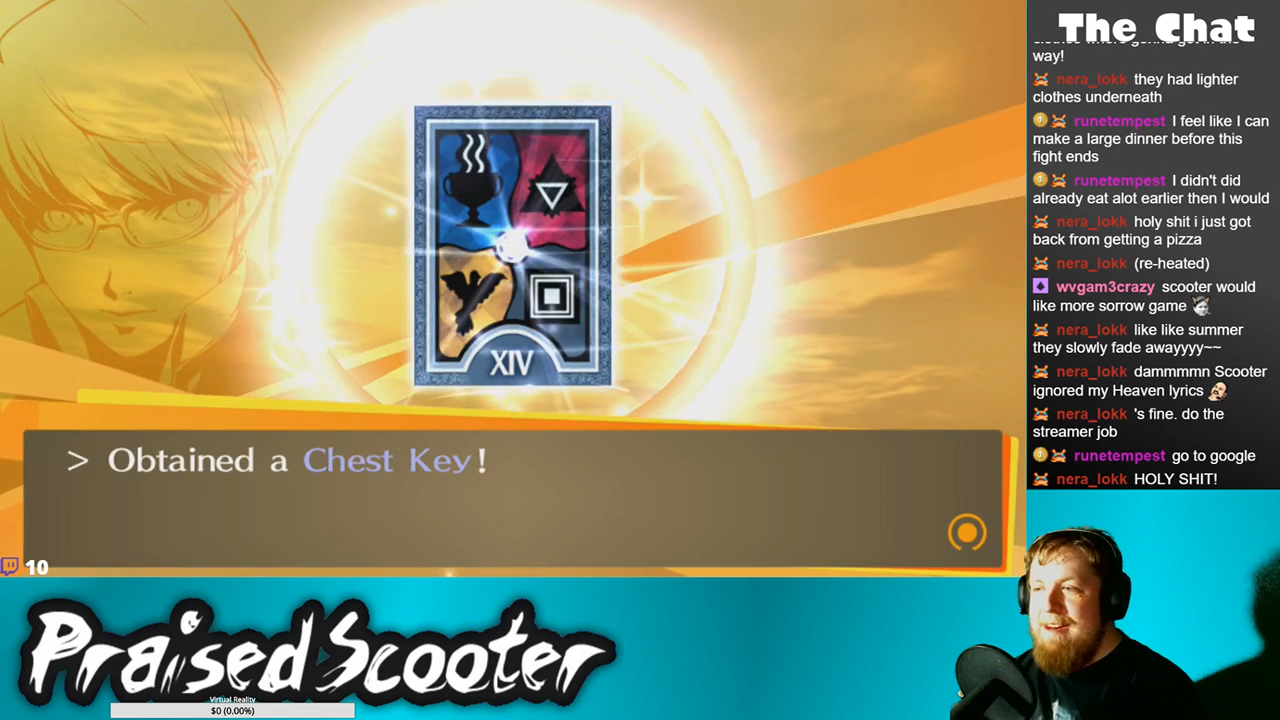 The Chat
way!
nera_lokk they had lighter
clothes underneath
runetempest I feel like I can
make a large dinner before this
fight ends
runetempest I didn't did
already eat alot earlier then I would
nera_lokk holy shit i just got
back from getting a pizza
nera_lokk (re-heated)
wvgam3crazy scooter would
like more sorrow game
nera_lokk like like summer
they slowly fade awayyyy~~
nera_lokk dammmmn Scooter
ignored my Heaven lyrics
nera_lokk 's fine. do the
streamer job
runetempest go to google
nera_lokk HOLY SHIT!
XIV
> Obtained a Chest Key!
10
PraisedScooter
Virtual Reality
$0 (0.00%)